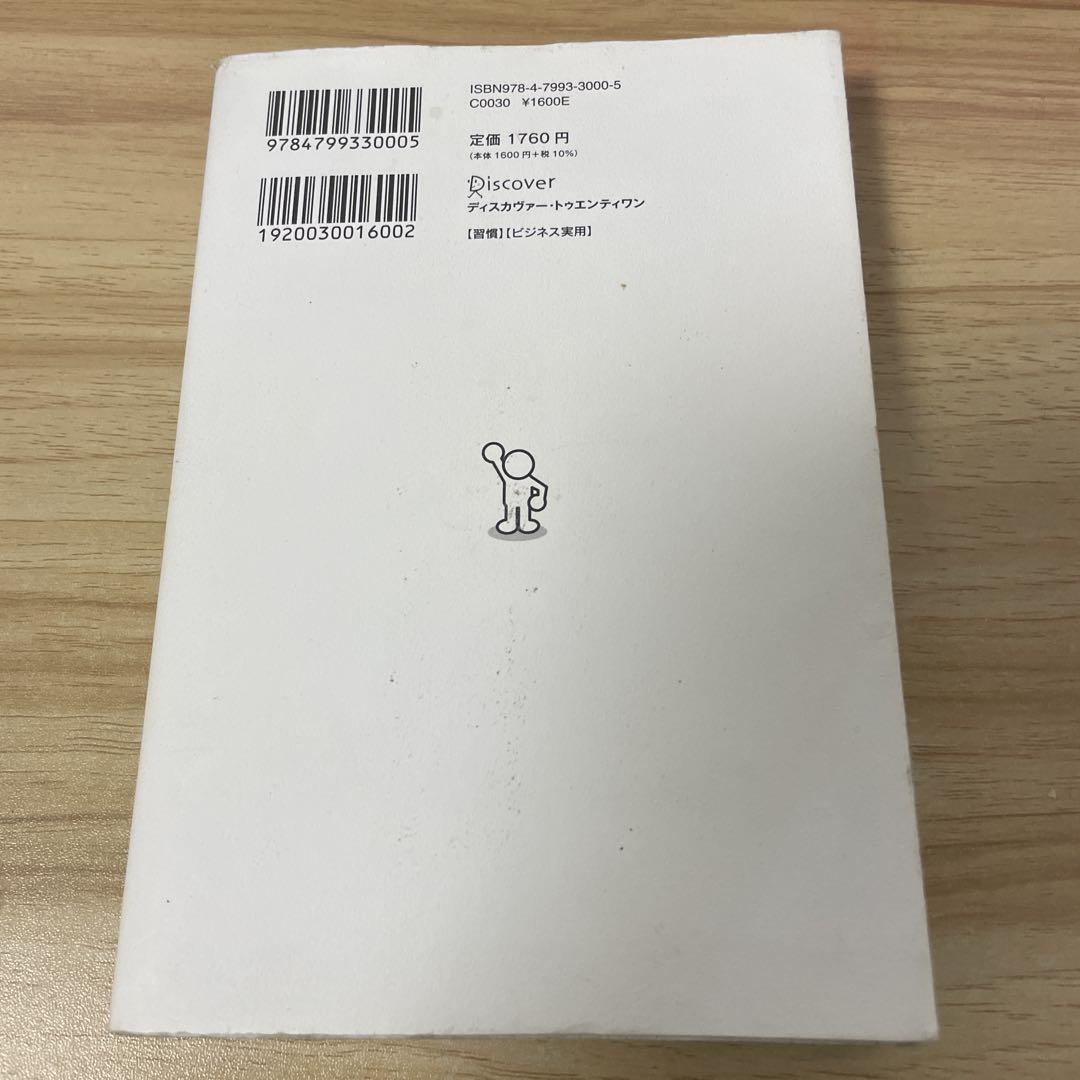 9784799330005
1920030016002
ISBN978-4-7993-3000-5
C0030 ¥1600E
定価 1760 円
(本体 1600 円+税 10%)
Discover
ディスカヴァー・トゥエンティワン
【習慣】【ビジネス実用】